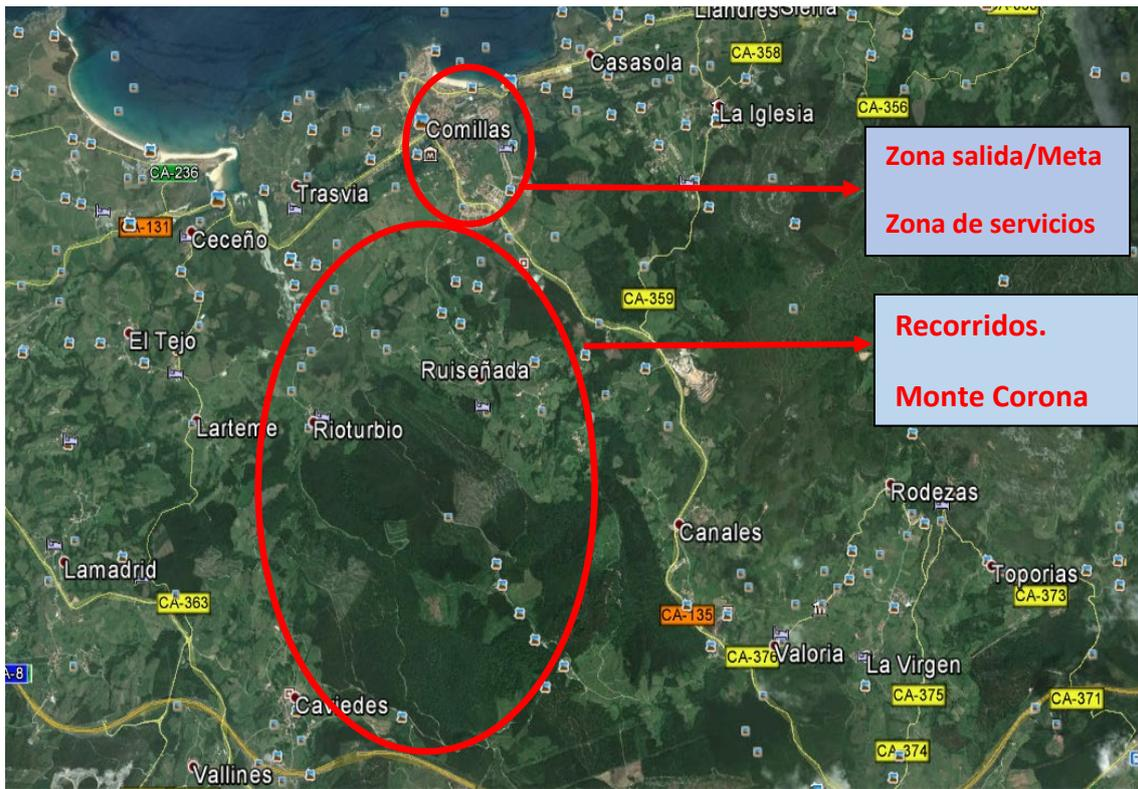 Casasola
CA-358
CA-356
La Iglesia
Comillas
Zona salida/Meta
Zona de servicios
CA-236
Trasvia
CA-131
Ceceño
CA-359
Recorridos.
Monte Corona
El Tejo
Ruiseñada
Larteme
Rioturbio
Rodezas
Canales
Lamadrid
Toporias
CA-363
CA-373
CA-135
CA-376
Valoria
La Virgen
A-8
CA-375
CA-371
Caviedes
CA-374
Vallines